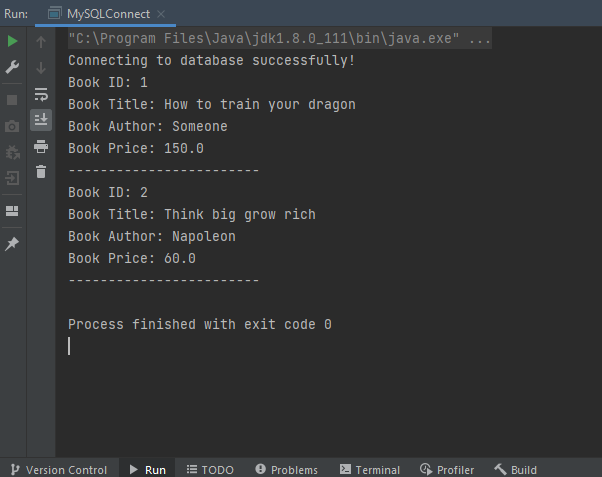 Run: MySQLConnect
"C:\Program Files\Java\jdk1.8.0_111\bin\java.exe" ...
Connecting to database successfully!
Book ID: 1
Book Title: How to train your dragon
Book Author: Someone
Book Price: 150.0
------------------------
Book ID: 2
Book Title: Think big grow rich
Book Author: Napoleon
Book Price: 60.0
------------------------
Process finished with exit code 0
Version Control Run TODO Problems Terminal Profiler Build